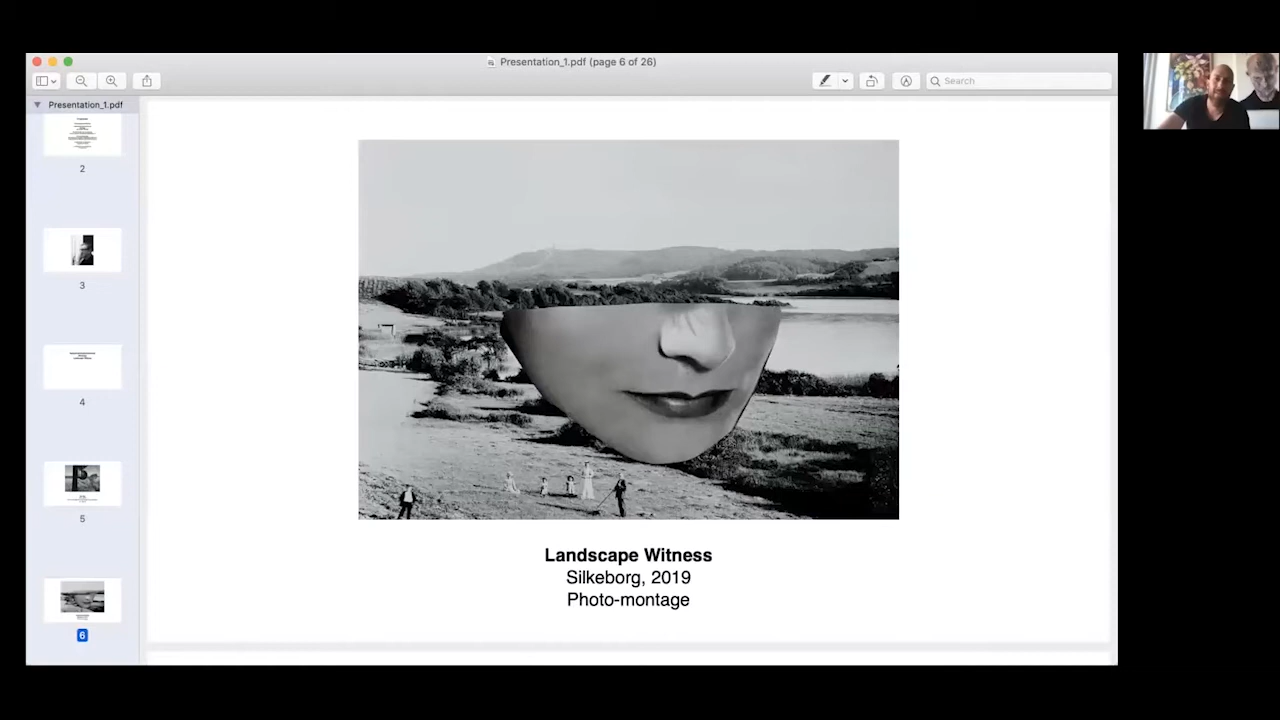 Presentation_1.pdf (page 6 of 26)
Search
Presentation_1.pdf
2
3
4
5
6
Landscape Witness
Silkeborg, 2019
Photo-montage